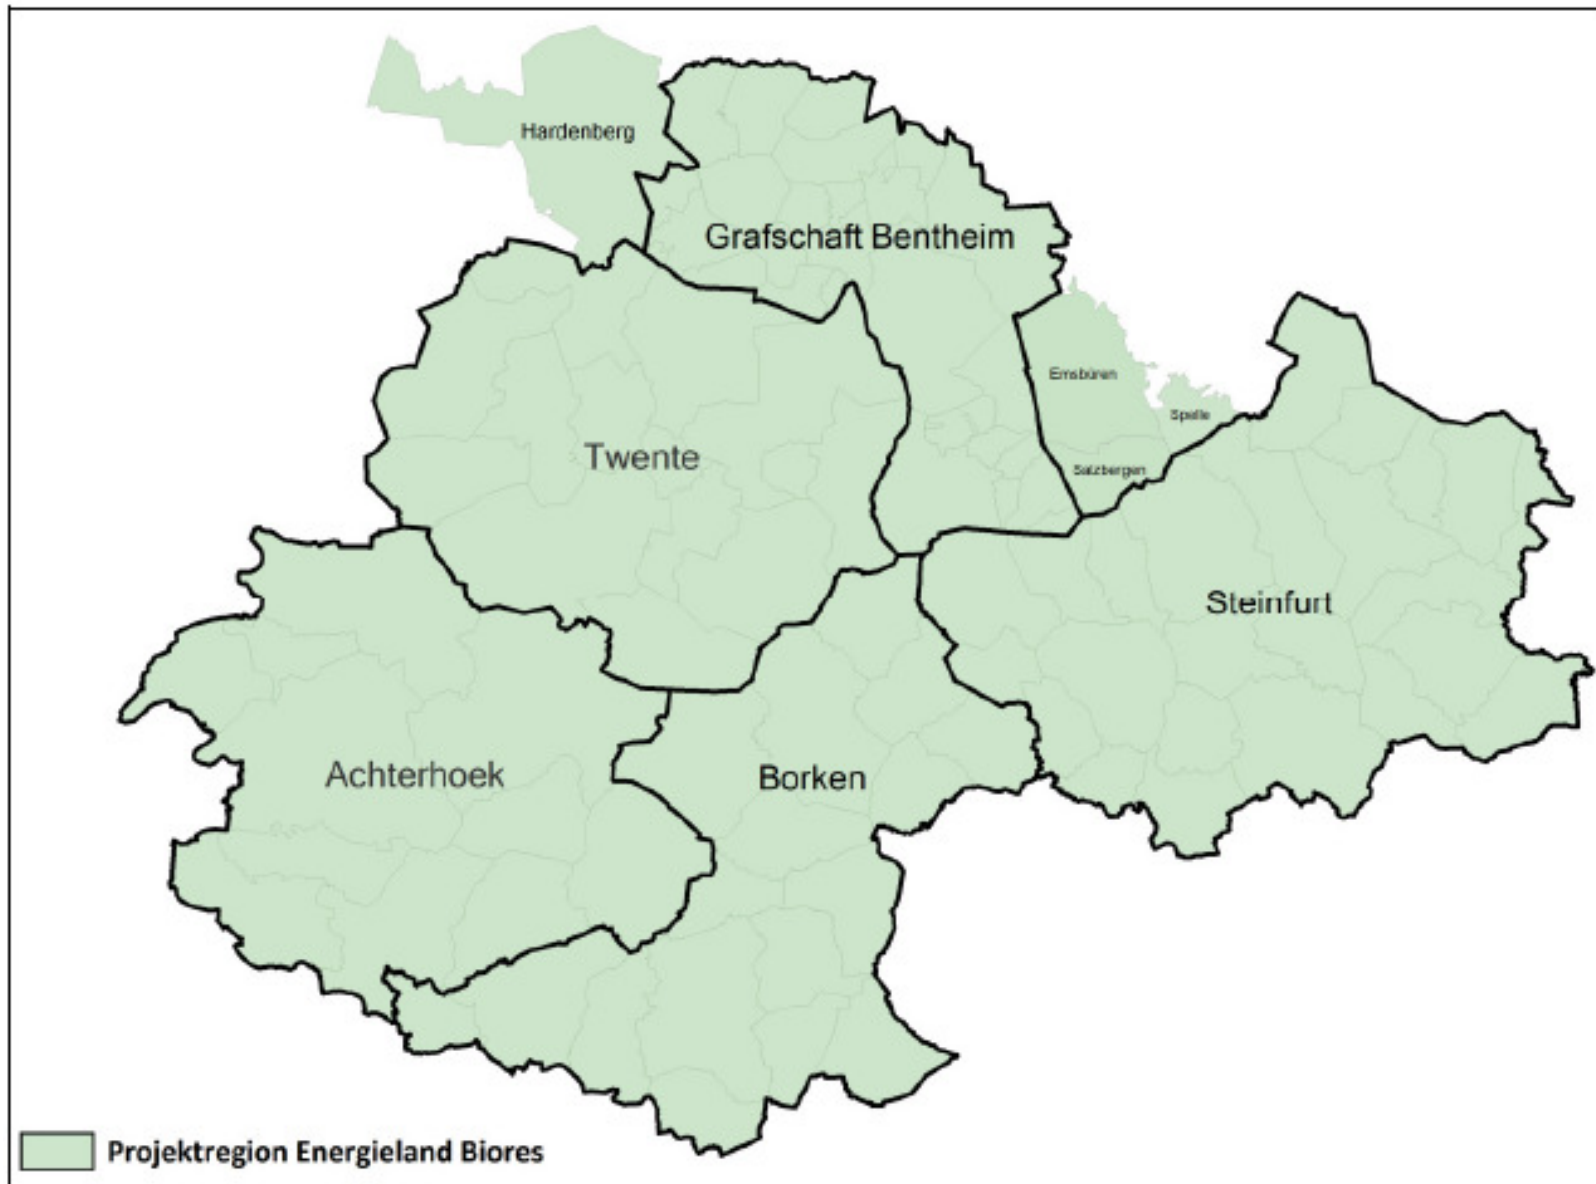 Hardenberg
Grafschaft Bentheim
Emsbüren
Spelle
Twente
Salzbergen
Steinfurt
Achterhoek
Borken
Projektregion Energieland Biores